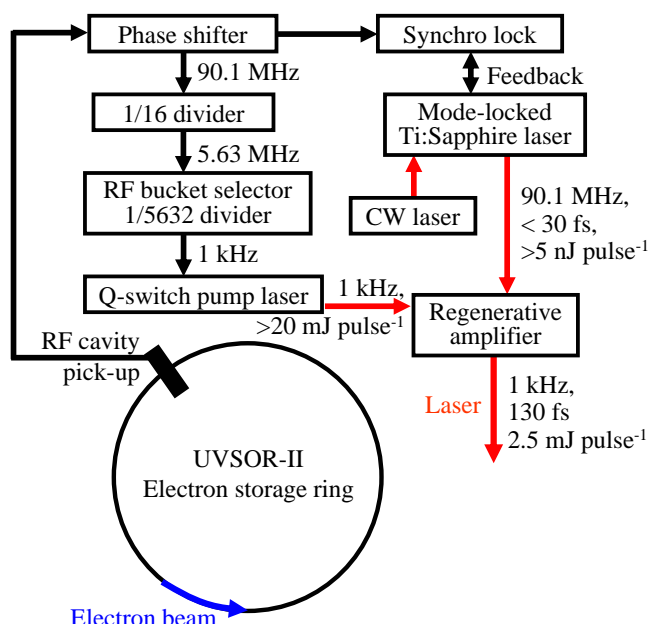 Phase shifter
Synchro lock
90.1 MHz
Feedback
1/16 divider
Mode-locked
Ti:Sapphire laser
5.63 MHz
RF bucket selector
1/5632 divider
CW laser
90.1 MHz,
< 30 fs,
>5 nJ pulse⁻¹
1 kHz
Q-switch pump laser
1 kHz,
>20 mJ pulse⁻¹
Regenerative
amplifier
RF cavity
pick-up
Laser
1 kHz,
130 fs
2.5 mJ pulse⁻¹
UVSOR-II
Electron storage ring
Electron beam